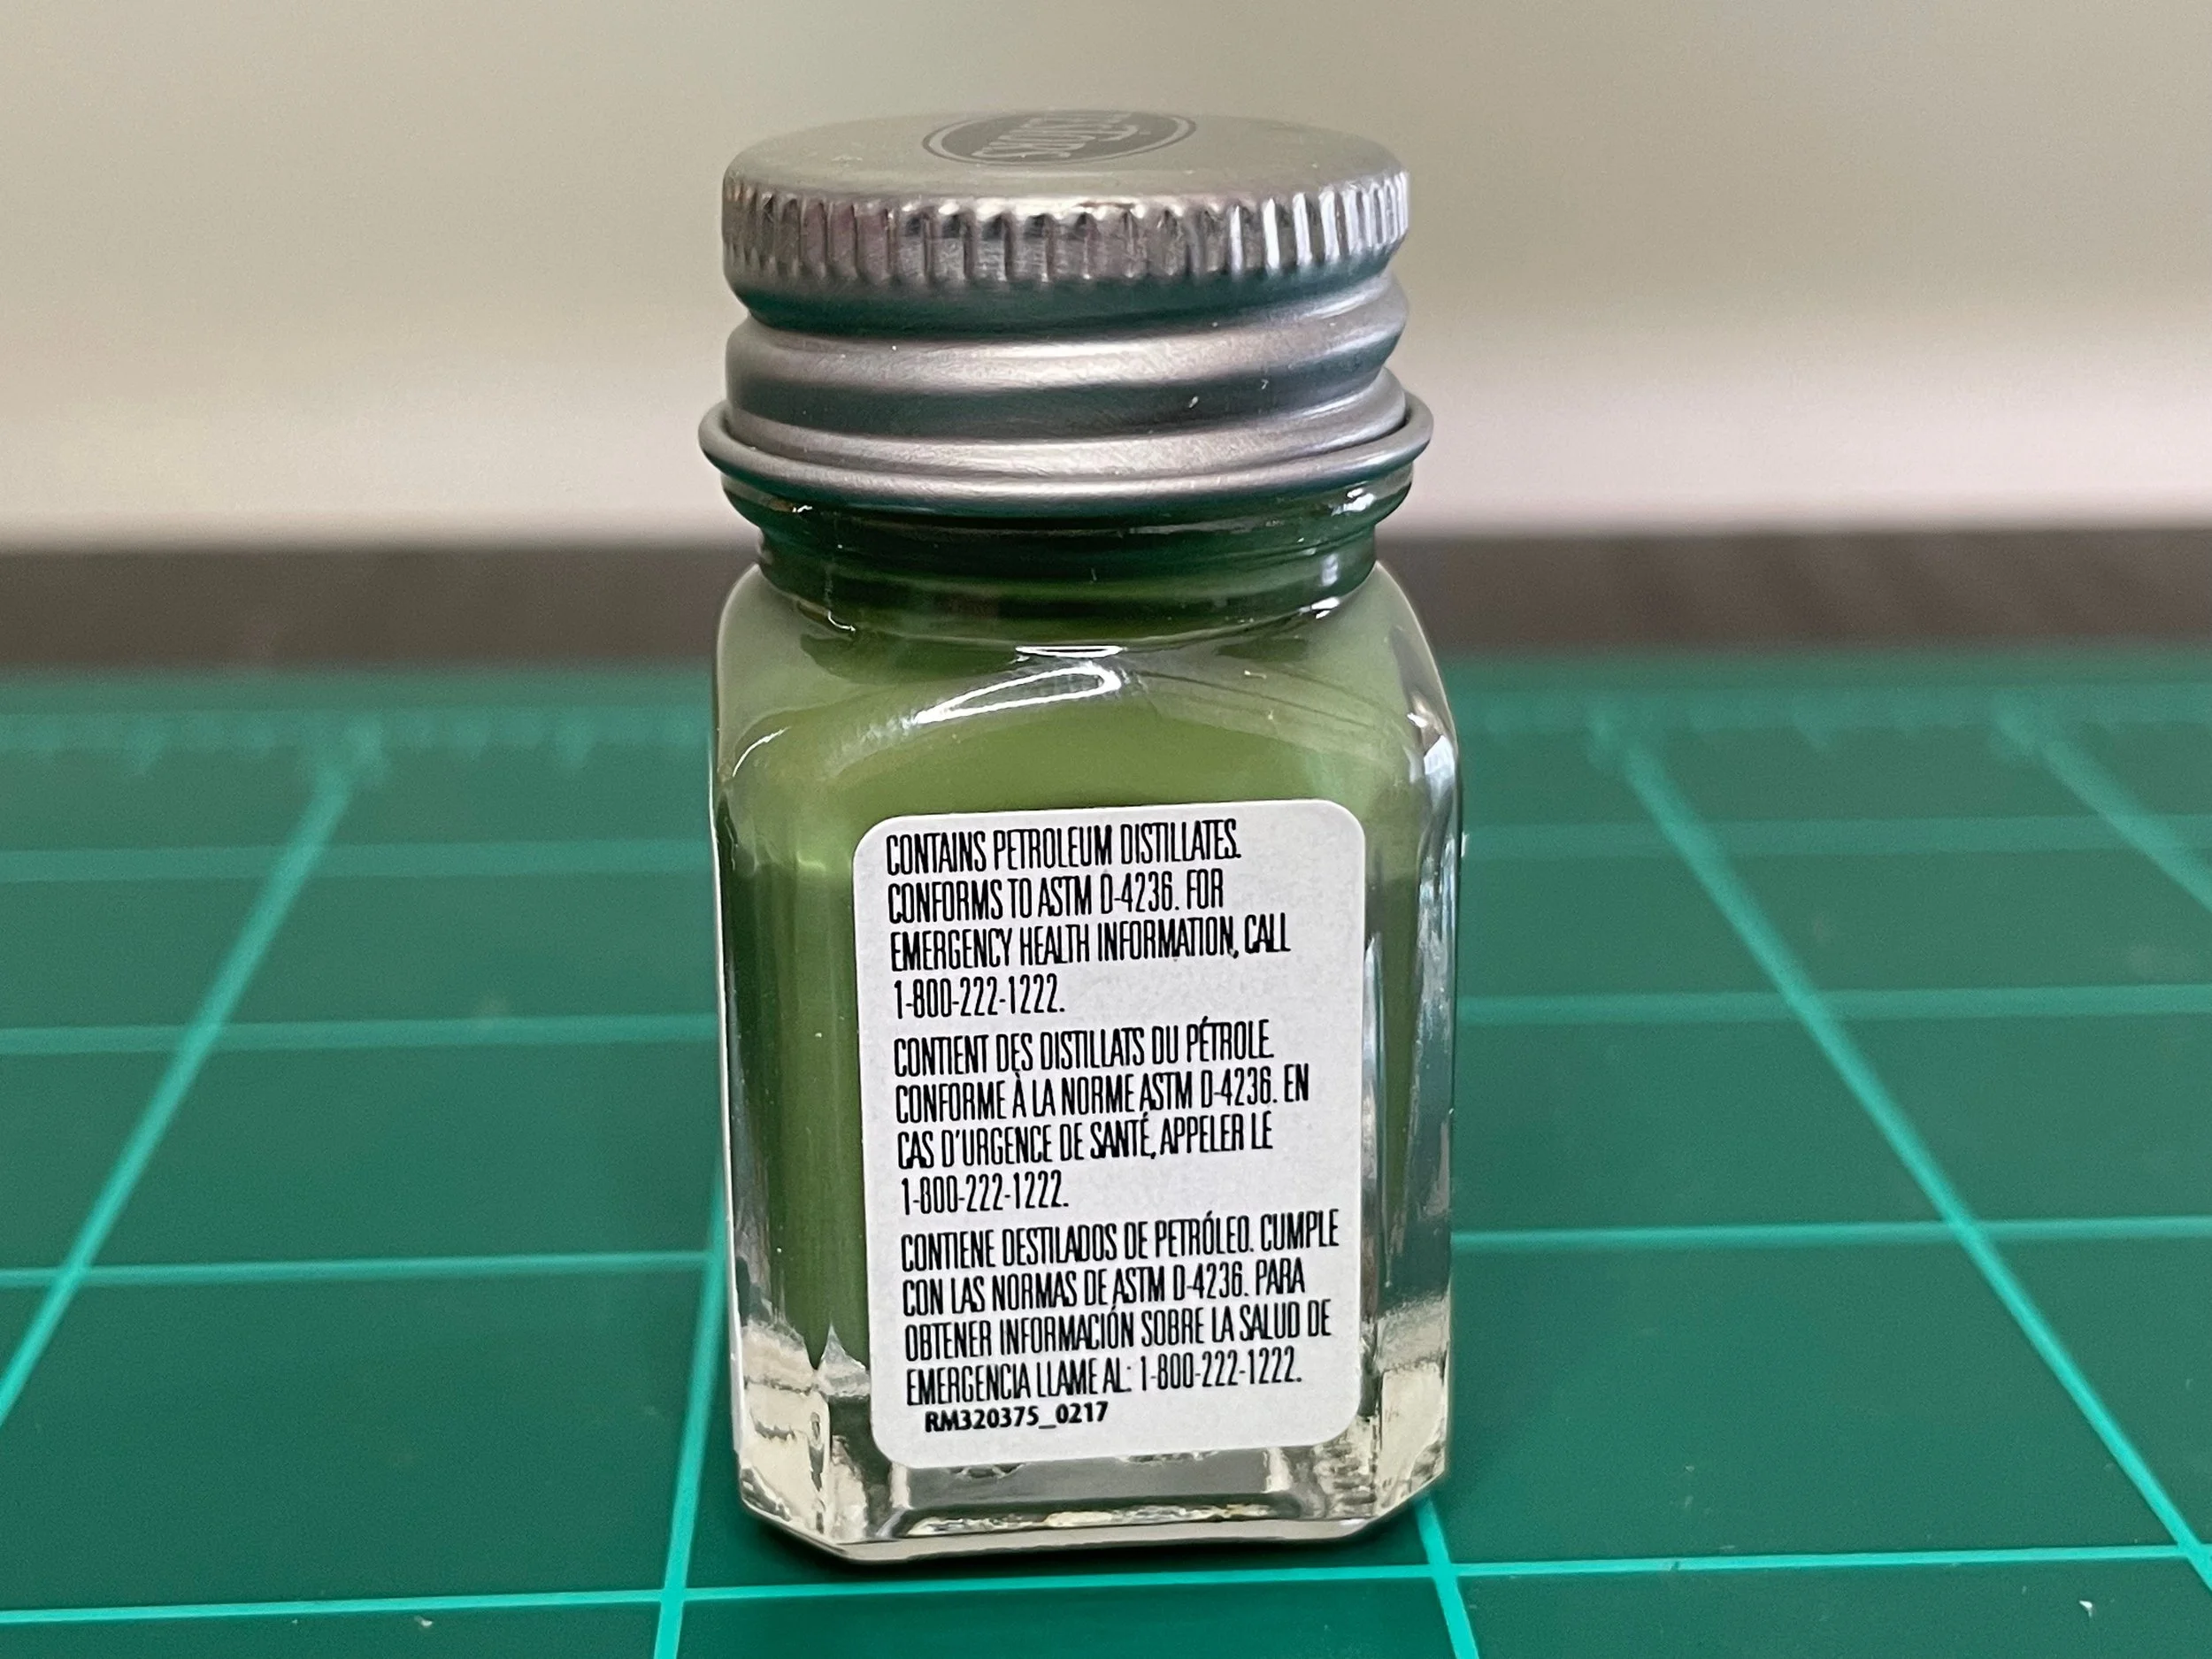 CONTAINS PETROLEUM DISTILLATES.
CONFORMS TO ASTM D-4236. FOR
EMERGENCY HEALTH INFORMATION, CALL
1-800-222-1222.
CONTIENT DES DISTILLATS DU PÉTROLE.
CONFORME À LA NORME ASTM D-4236. EN
CAS D'URGENCE DE SANTÉ, APPELER LE
1-800-222-1222.
CONTIENE DESTILADOS DE PETRÓLEO. CUMPLE
CON LAS NORMAS DE ASTM D-4236. PARA
OBTENER INFORMACIÓN SOBRE LA SALUD DE
EMERGENCIA LLAME AL: 1-800-222-1222.
RM320375_0217